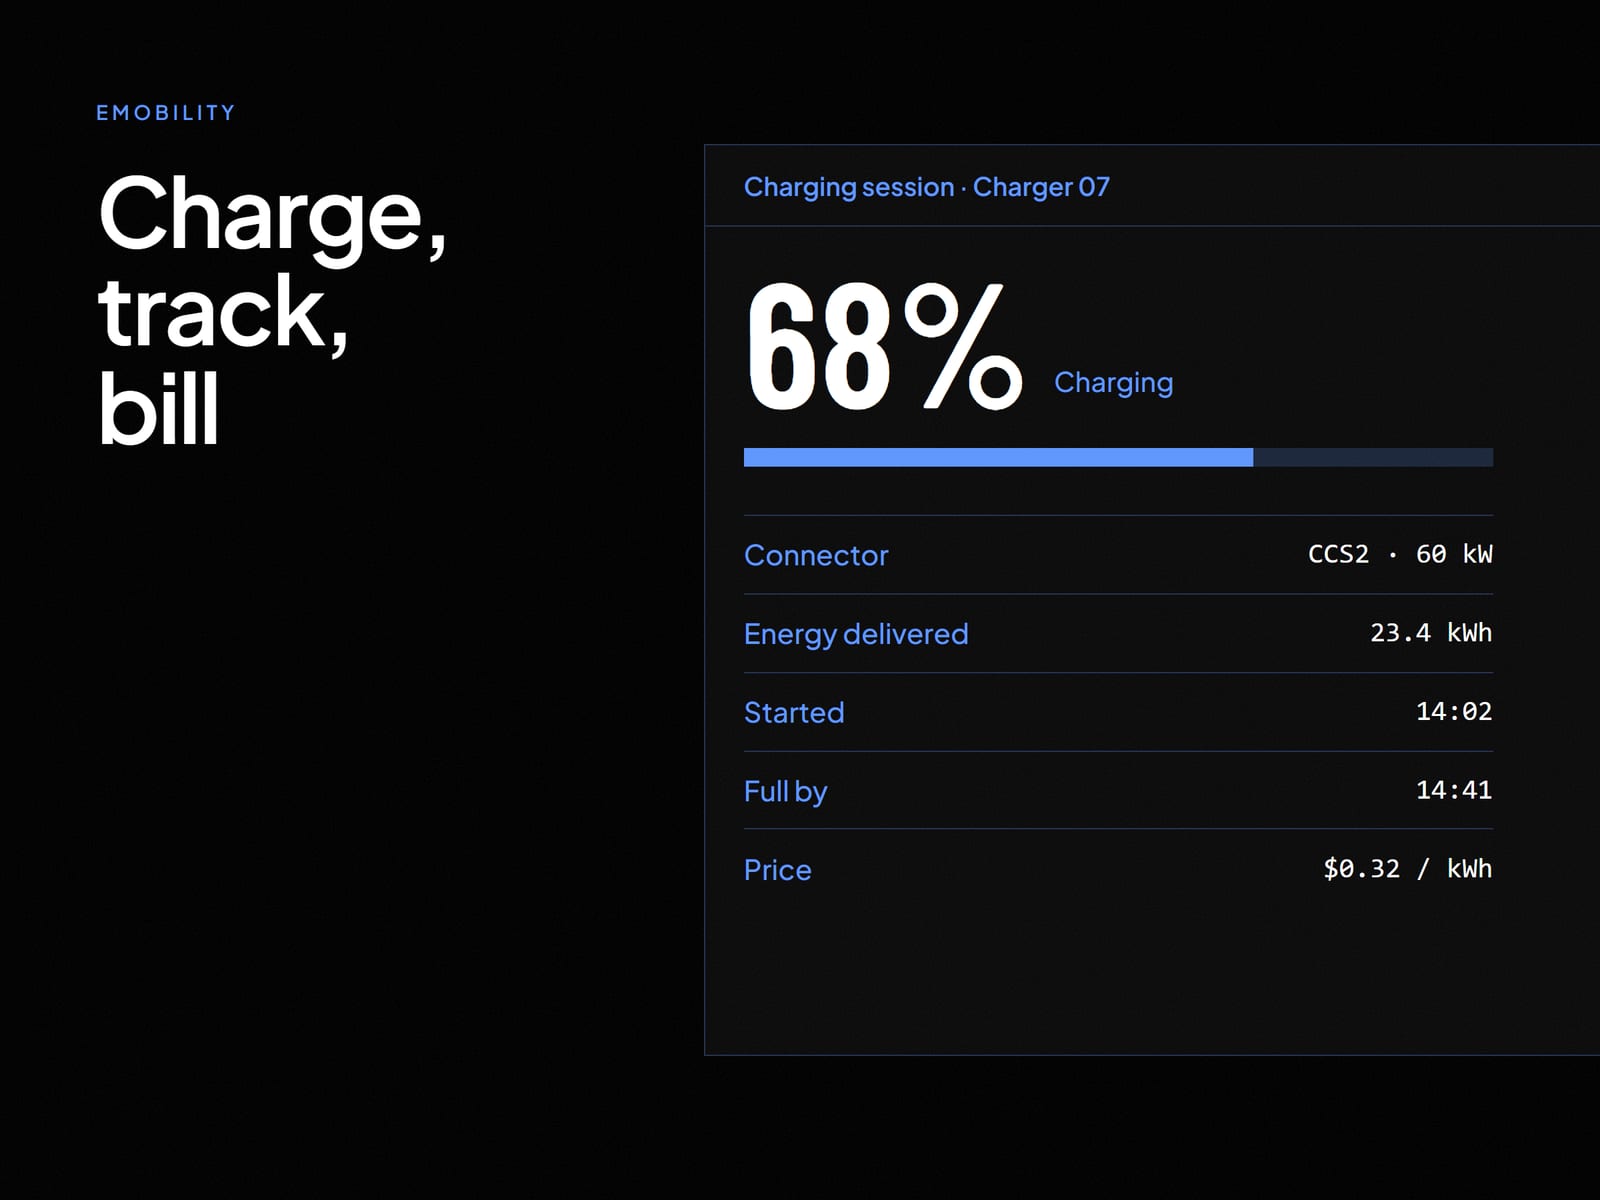 EMOBILITY
Charge,
track,
bill
Charging session · Charger 07
68% Charging
Connector CCS2 · 60 kW
Energy delivered 23.4 kWh
Started 14:02
Full by 14:41
Price $0.32 / kWh